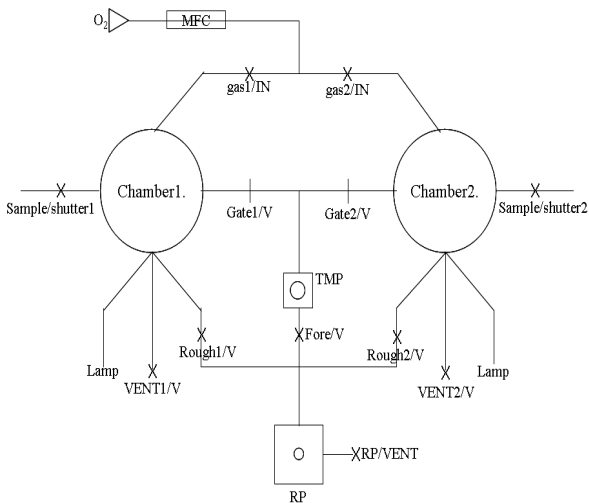 O2
MFC
gas1/IN
gas2/IN
Chamber1.
Chamber2.
Sample/shutter1
Gate1/V
Gate2/V
Sample/shutter2
TMP
Fore/V
Rough1/V
Rough2/V
Lamp
VENT1/V
VENT2/V
Lamp
RP/VENT
RP